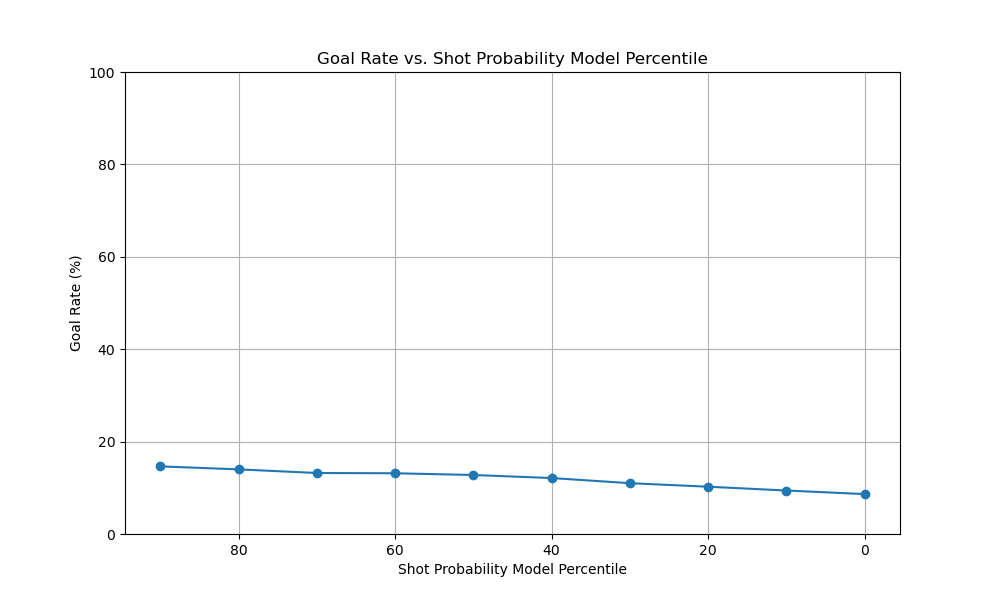 Goal Rate vs. Shot Probability Model Percentile
100
80
60
40
20
0
Goal Rate (%)
80 60 40 20 0
Shot Probability Model Percentile